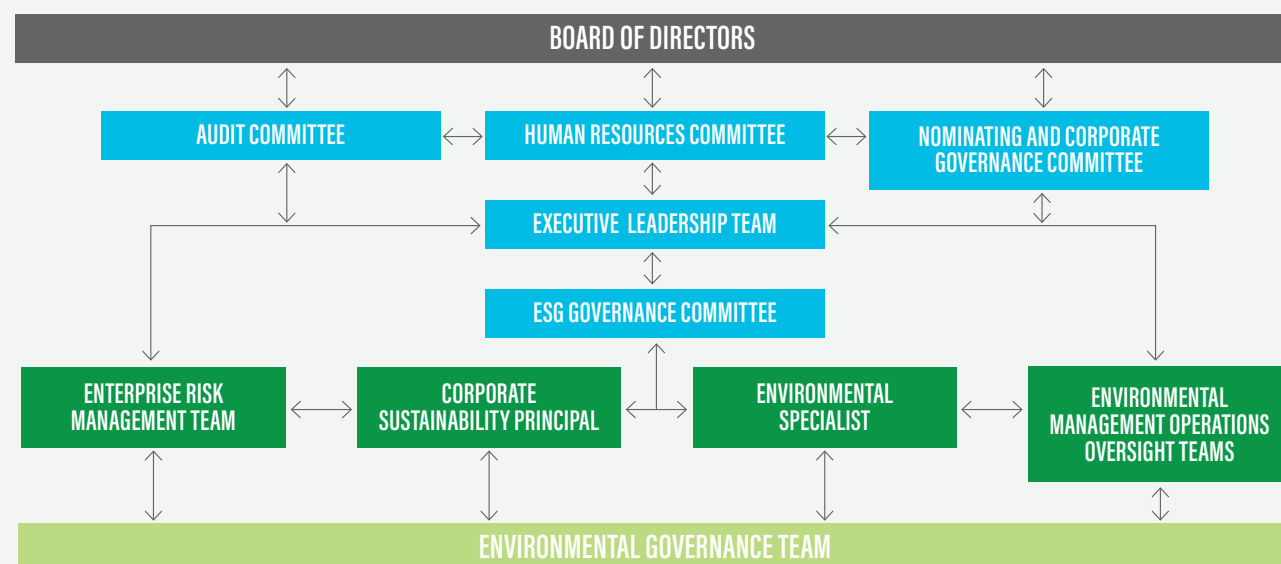 BOARD OF DIRECTORS
AUDIT COMMITTEE
HUMAN RESOURCES COMMITTEE
NOMINATING AND CORPORATE
GOVERNANCE COMMITTEE
EXECUTIVE LEADERSHIP TEAM
ESG GOVERNANCE COMMITTEE
ENTERPRISE RISK
MANAGEMENT TEAM
CORPORATE
SUSTAINABILITY PRINCIPAL
ENVIRONMENTAL
SPECIALIST
ENVIRONMENTAL
MANAGEMENT OPERATIONS
OVERSIGHT TEAMS
ENVIRONMENTAL GOVERNANCE TEAM